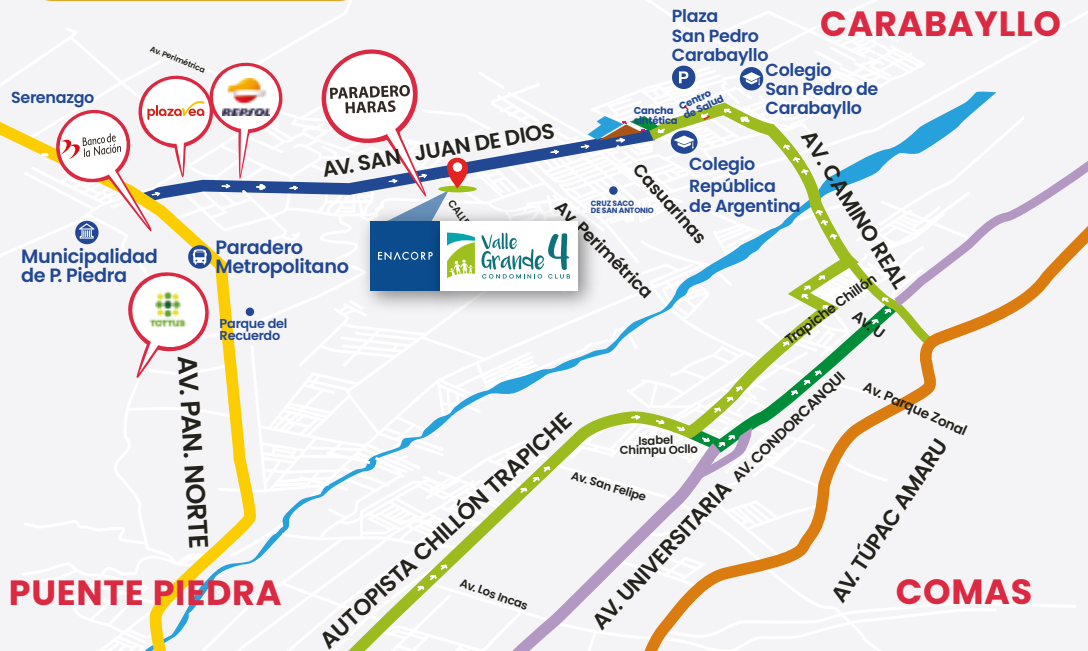 CARABAYLLO
Plaza
San Pedro
Carabayllo
P
Colegio
San Pedro de
Carabayllo
Av. Perimétrica
Serenazgo
plazavea
REPSOL
PARADERO
HARAS
Banco de
la Nación
Centro
de Salud
Cancha
sintética
AV. SAN JUAN DE DIOS
Colegio
República
de Argentina
AV. CAMINO REAL
Casuarinas
CRUZ SACO
DE SAN ANTONIO
Av. Perimétrica
ENACORP
Valle
Grande 4
CONDOMINIO CLUB
Municipalidad
de P. Piedra
Paradero
Metropolitano
TOTTUS
Parque del
Recuerdo
Trapiche Chillón
AV. U
AV. PAN. NORTE
Av. Parque Zonal
Isabel
Chimpu Ocllo
AV. CONDORCANQUI
Av. San Felipe
AUTOPISTA CHILLÓN TRAPICHE
AV. UNIVERSITARIA
AV. TÚPAC AMARU
Av. Los Incas
PUENTE PIEDRA
COMAS